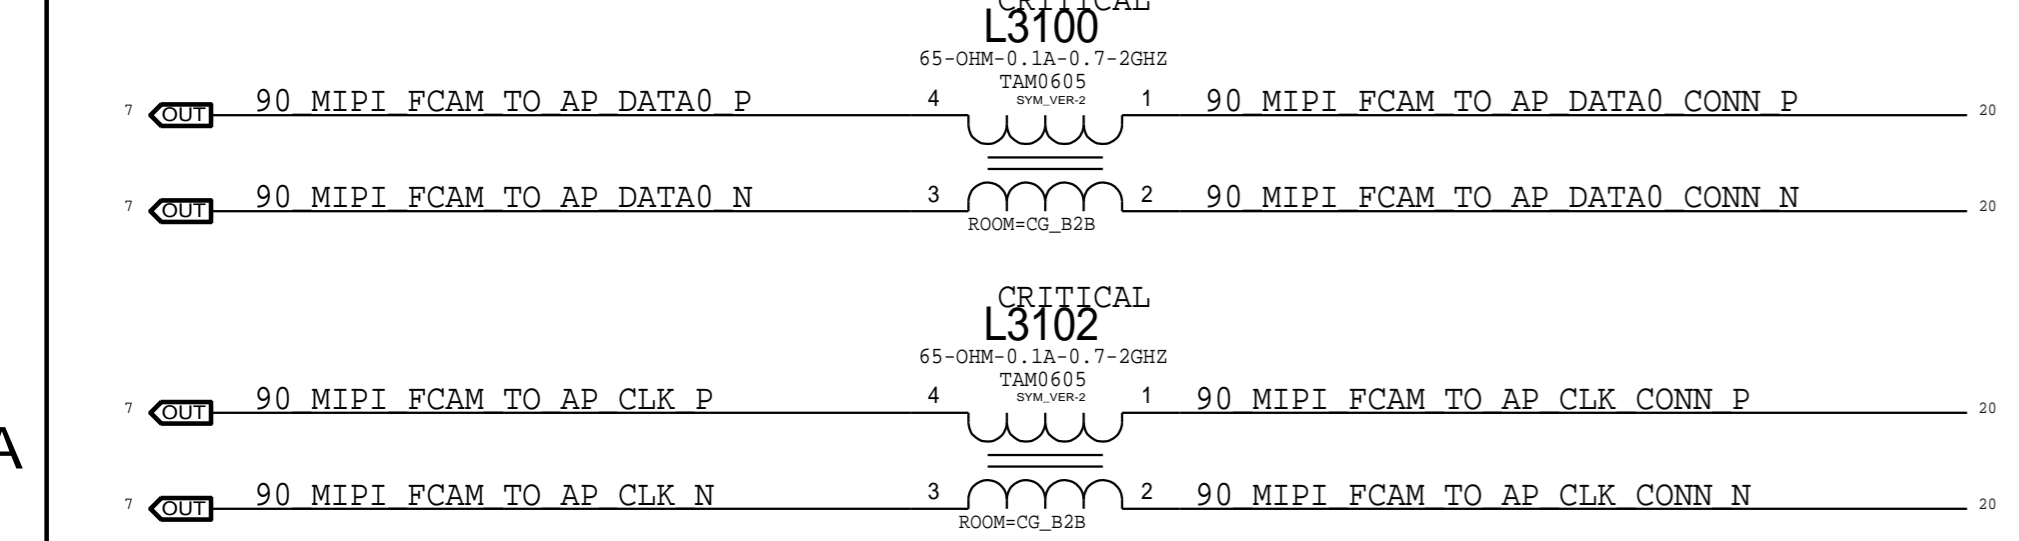 CRITICAL
L3100
65-OHM-0.1A-0.7-2GHZ
TAM0605
SYM_VER-2
7 OUT 90_MIPI_FCAM_TO_AP_DATA0_P 4 1 90_MIPI_FCAM_TO_AP_DATA0_CONN_P 20
7 OUT 90_MIPI_FCAM_TO_AP_DATA0_N 3 2 90_MIPI_FCAM_TO_AP_DATA0_CONN_N 20
ROOM=CG_B2B
CRITICAL
L3102
65-OHM-0.1A-0.7-2GHZ
TAM0605
SYM_VER-2
7 OUT 90_MIPI_FCAM_TO_AP_CLK_P 4 1 90_MIPI_FCAM_TO_AP_CLK_CONN_P 20
A
7 OUT 90_MIPI_FCAM_TO_AP_CLK_N 3 2 90_MIPI_FCAM_TO_AP_CLK_CONN_N 20
ROOM=CG_B2B